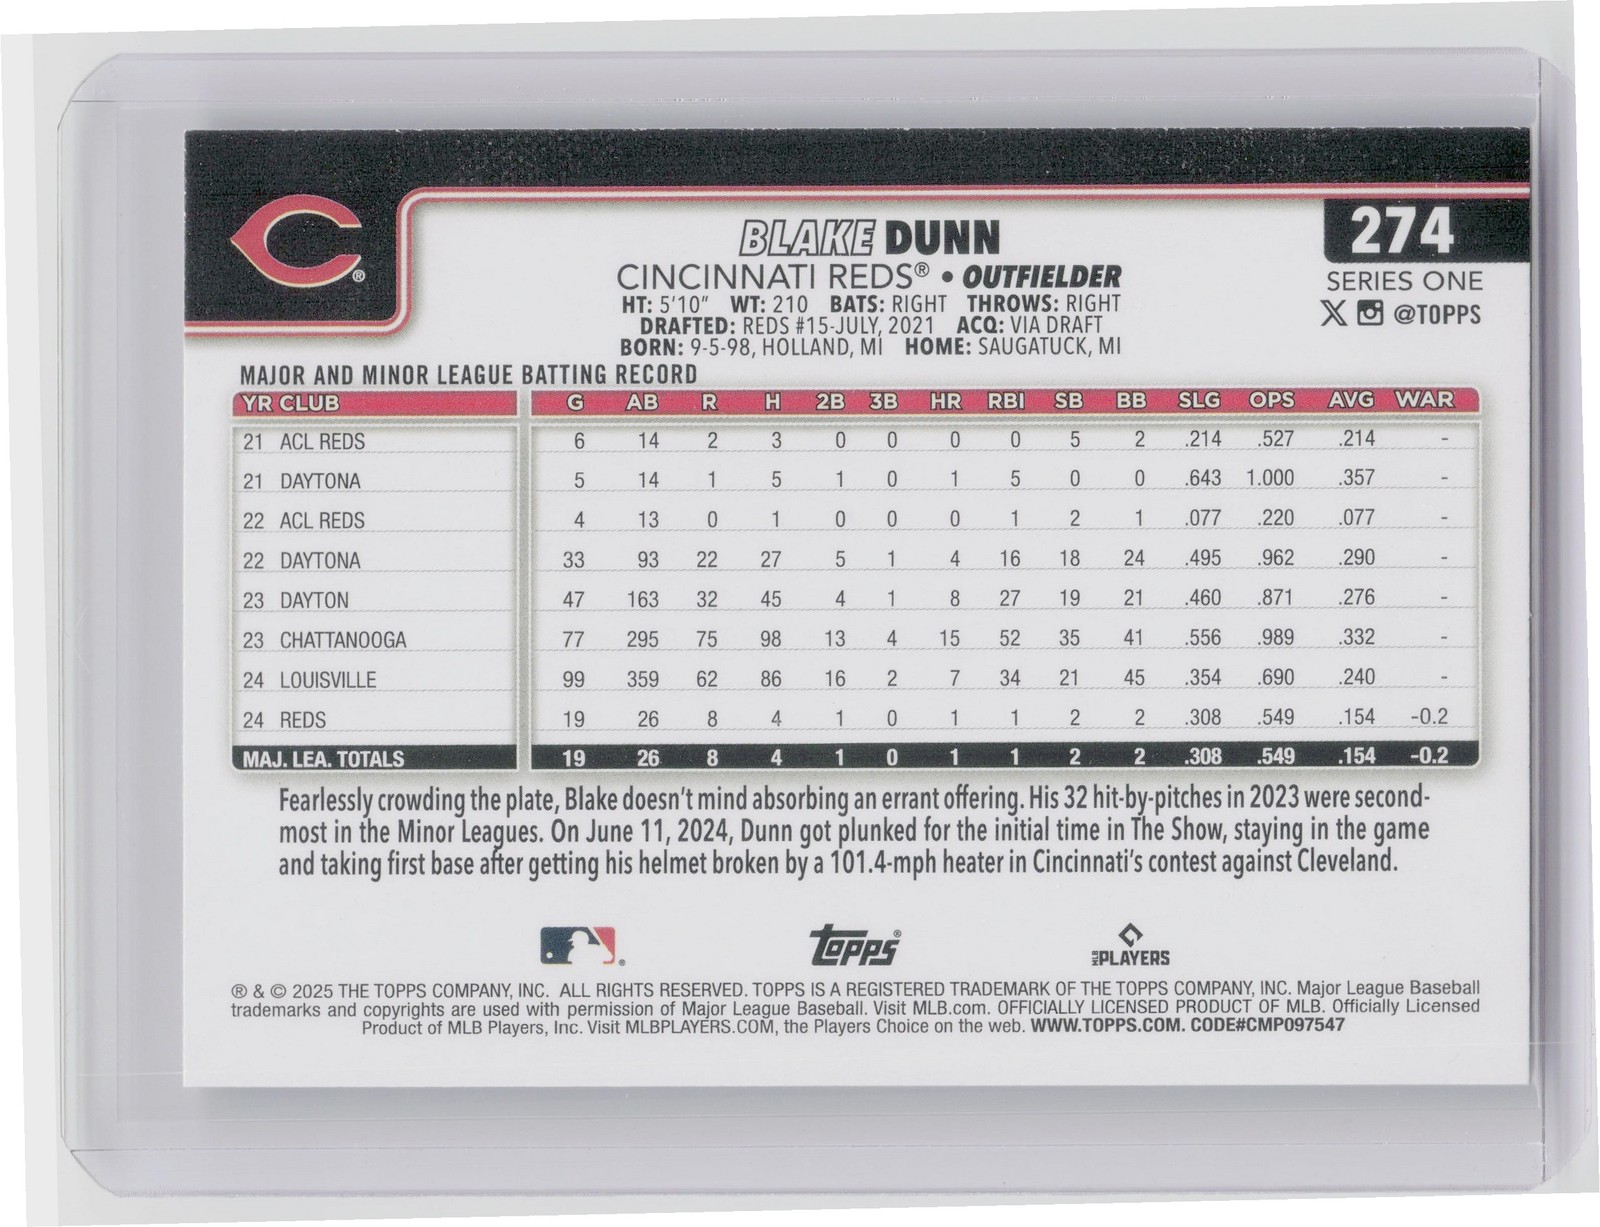 C®
BLAKE DUNN
274
CINCINNATI REDS® • OUTFIELDER
SERIES ONE
HT: 5'10" WT: 210 BATS: RIGHT THROWS: RIGHT
@TOPPS
DRAFTED: REDS #15-JULY, 2021 ACQ: VIA DRAFT
BORN: 9-5-98, HOLLAND, MI HOME: SAUGATUCK, MI
MAJOR AND MINOR LEAGUE BATTING RECORD
YR CLUB G AB R H 2B 3B HR RBI SB BB SLG OPS AVG WAR
21 ACL REDS 6 14 2 3 0 0 0 0 5 2 .214 .527 .214 -
21 DAYTONA 5 14 1 5 1 0 1 5 0 0 .643 1.000 .357 -
22 ACL REDS 4 13 0 1 0 0 0 1 2 1 .077 .220 .077 -
22 DAYTONA 33 93 22 27 5 1 4 16 18 24 .495 .962 .290 -
23 DAYTON 47 163 32 45 4 1 8 27 19 21 .460 .871 .276 -
23 CHATTANOOGA 77 295 75 98 13 4 15 52 35 41 .556 .989 .332 -
24 LOUISVILLE 99 359 62 86 16 2 7 34 21 45 .354 .690 .240 -
24 REDS 19 26 8 4 1 0 1 1 2 2 .308 .549 .154 -0.2
MAJ. LEA. TOTALS 19 26 8 4 1 0 1 1 2 2 .308 .549 .154 -0.2
Fearlessly crowding the plate, Blake doesn't mind absorbing an errant offering. His 32 hit-by-pitches in 2023 were second-
most in the Minor Leagues. On June 11, 2024, Dunn got plunked for the initial time in The Show, staying in the game
and taking first base after getting his helmet broken by a 101.4-mph heater in Cincinnati's contest against Cleveland.
Topps® MLB PLAYERS
® & © 2025 THE TOPPS COMPANY, INC. ALL RIGHTS RESERVED. TOPPS IS A REGISTERED TRADEMARK OF THE TOPPS COMPANY, INC. Major League Baseball
trademarks and copyrights are used with permission of Major League Baseball. Visit MLB.com. OFFICIALLY LICENSED PRODUCT OF MLB. Officially Licensed
Product of MLB Players, Inc. Visit MLBPLAYERS.COM, the Players Choice on the web. WWW.TOPPS.COM. CODE#CMP097547